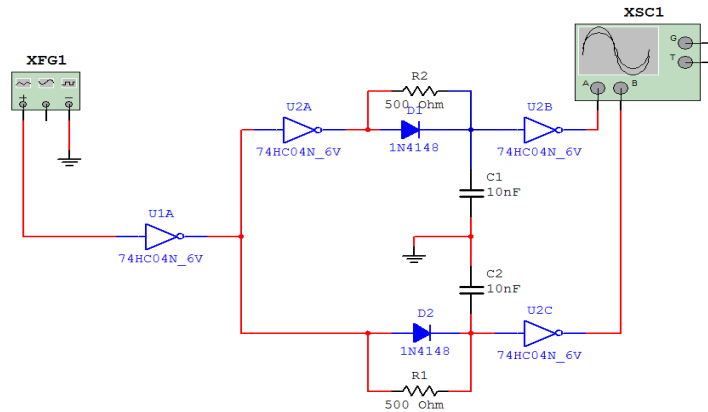 XSC1
G
T
A
B
XFG1
+
−
R2
500 Ohm
D1
1N4148
U2A
74HC04N_6V
U2B
74HC04N_6V
C1
10nF
U1A
74HC04N_6V
C2
10nF
D2
1N4148
U2C
74HC04N_6V
R1
500 Ohm